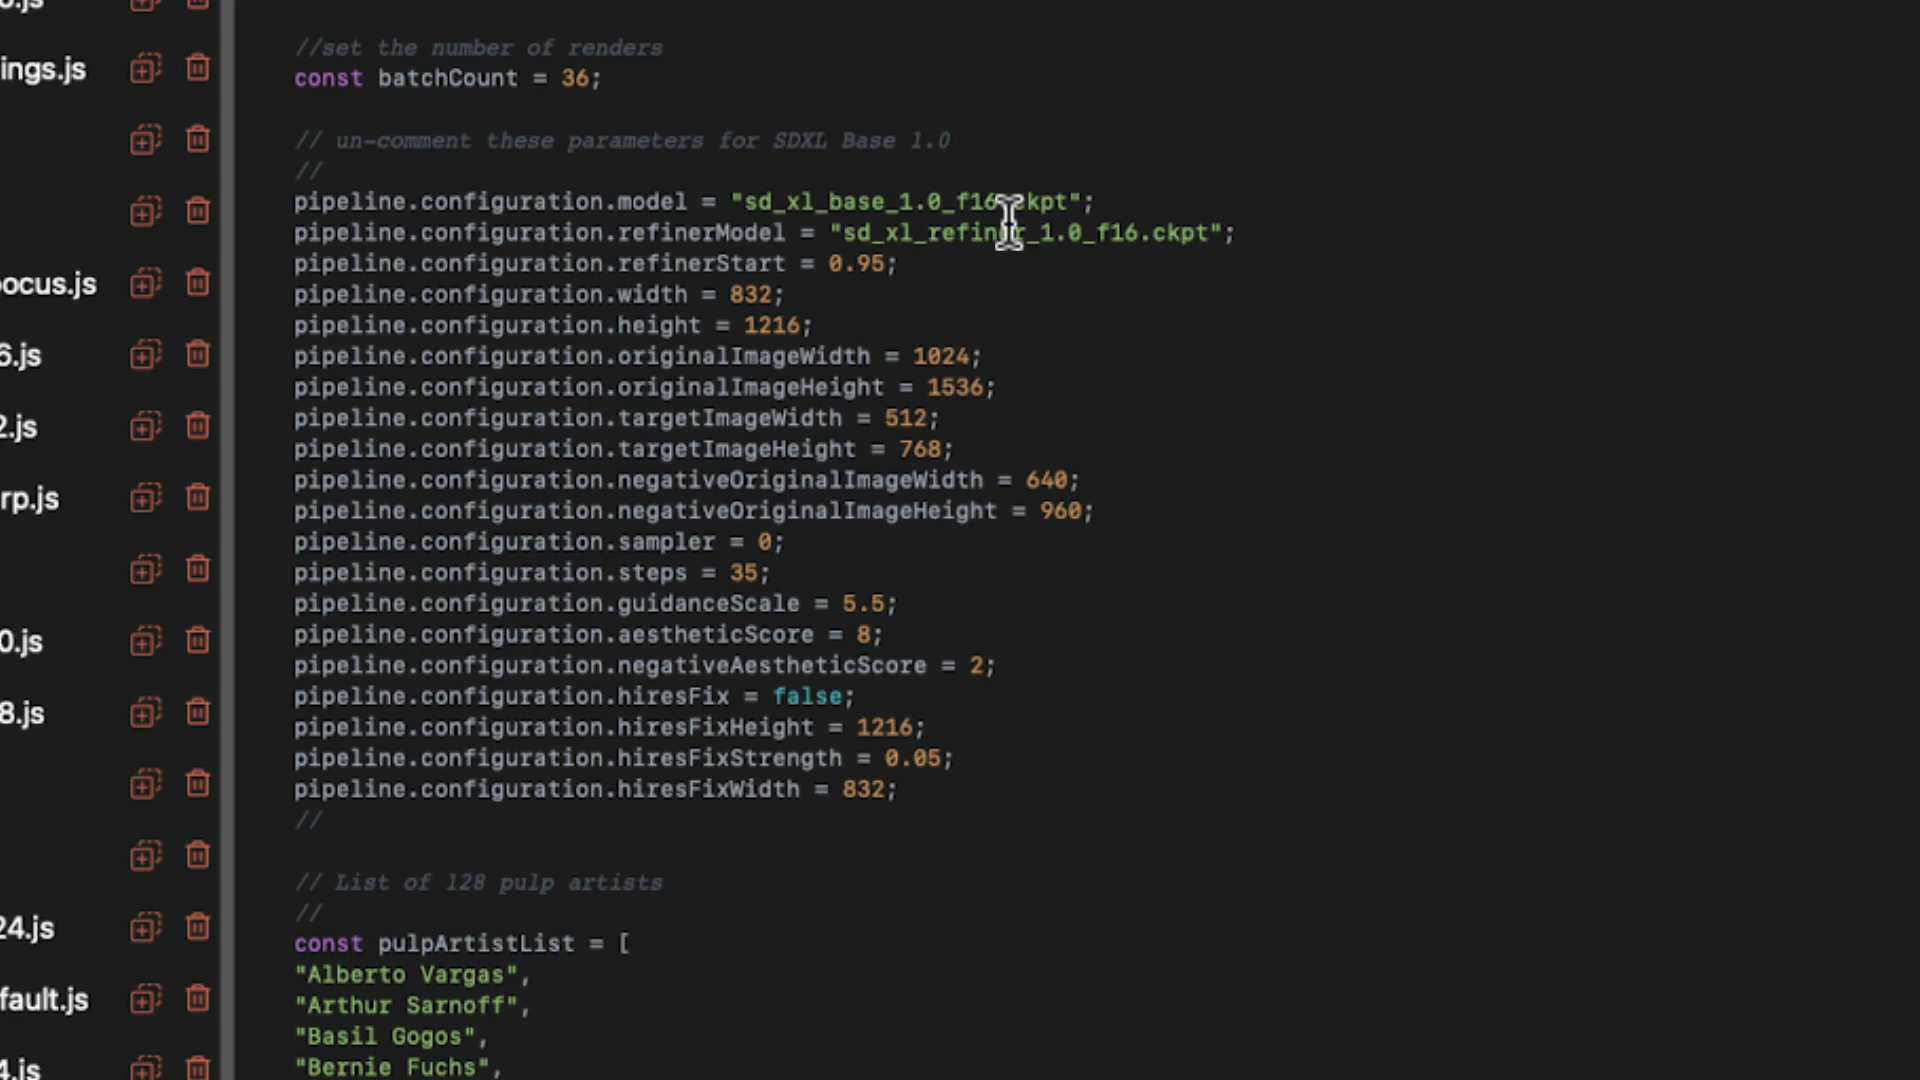 ings.js
ocus.js
6.js
2.js
rp.js
0.js
8.js
24.js
fault.js
4.js
//set the number of renders
const batchCount = 36;
// un-comment these parameters for SDXL Base 1.0
//
pipeline.configuration.model = "sd_xl_base_1.0_f16.ckpt";
pipeline.configuration.refinerModel = "sd_xl_refiner_1.0_f16.ckpt";
pipeline.configuration.refinerStart = 0.95;
pipeline.configuration.width = 832;
pipeline.configuration.height = 1216;
pipeline.configuration.originalImageWidth = 1024;
pipeline.configuration.originalImageHeight = 1536;
pipeline.configuration.targetImageWidth = 512;
pipeline.configuration.targetImageHeight = 768;
pipeline.configuration.negativeOriginalImageWidth = 640;
pipeline.configuration.negativeOriginalImageHeight = 960;
pipeline.configuration.sampler = 0;
pipeline.configuration.steps = 35;
pipeline.configuration.guidanceScale = 5.5;
pipeline.configuration.aestheticScore = 8;
pipeline.configuration.negativeAestheticScore = 2;
pipeline.configuration.hiresFix = false;
pipeline.configuration.hiresFixHeight = 1216;
pipeline.configuration.hiresFixStrength = 0.05;
pipeline.configuration.hiresFixWidth = 832;
//
// List of 128 pulp artists
//
const pulpArtistList = [
"Alberto Vargas",
"Arthur Sarnoff",
"Basil Gogos",
"Bernie Fuchs",